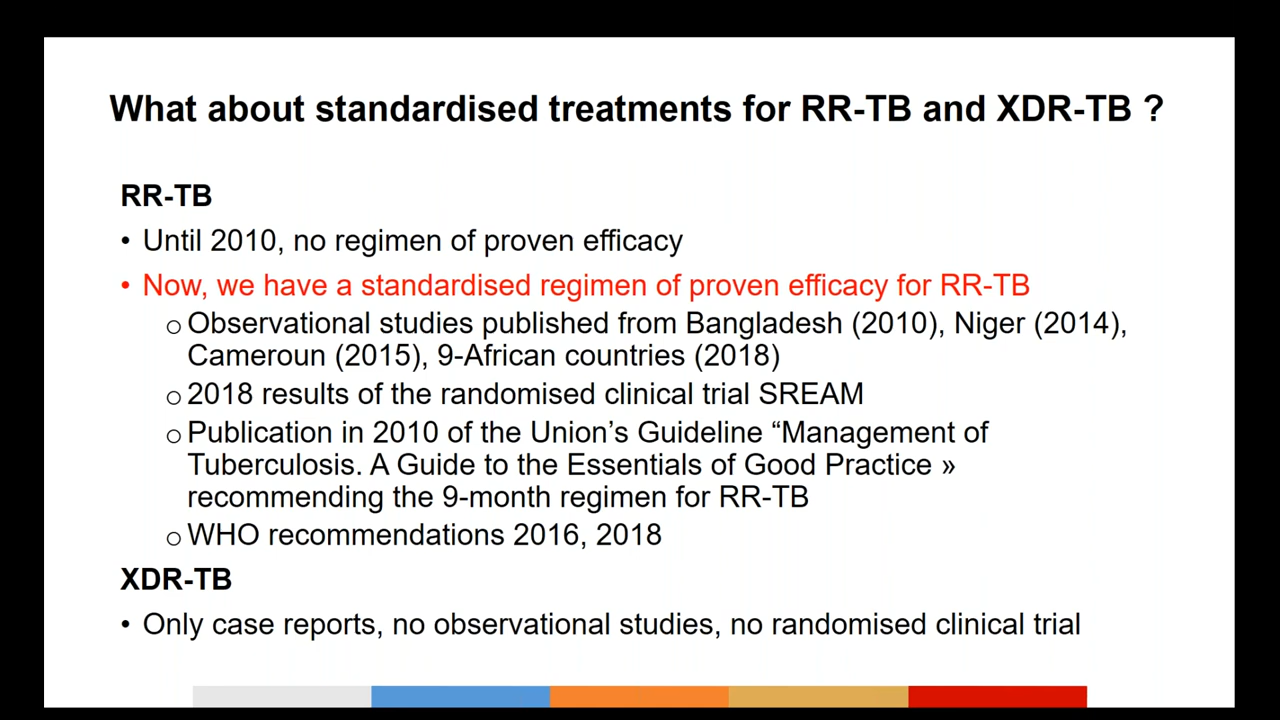 What about standardised treatments for RR-TB and XDR-TB ?
RR-TB
• Until 2010, no regimen of proven efficacy
• Now, we have a standardised regimen of proven efficacy for RR-TB
o Observational studies published from Bangladesh (2010), Niger (2014),
Cameroun (2015), 9-African countries (2018)
o 2018 results of the randomised clinical trial SREAM
o Publication in 2010 of the Union’s Guideline “Management of
Tuberculosis. A Guide to the Essentials of Good Practice »
recommending the 9-month regimen for RR-TB
o WHO recommendations 2016, 2018
XDR-TB
• Only case reports, no observational studies, no randomised clinical trial